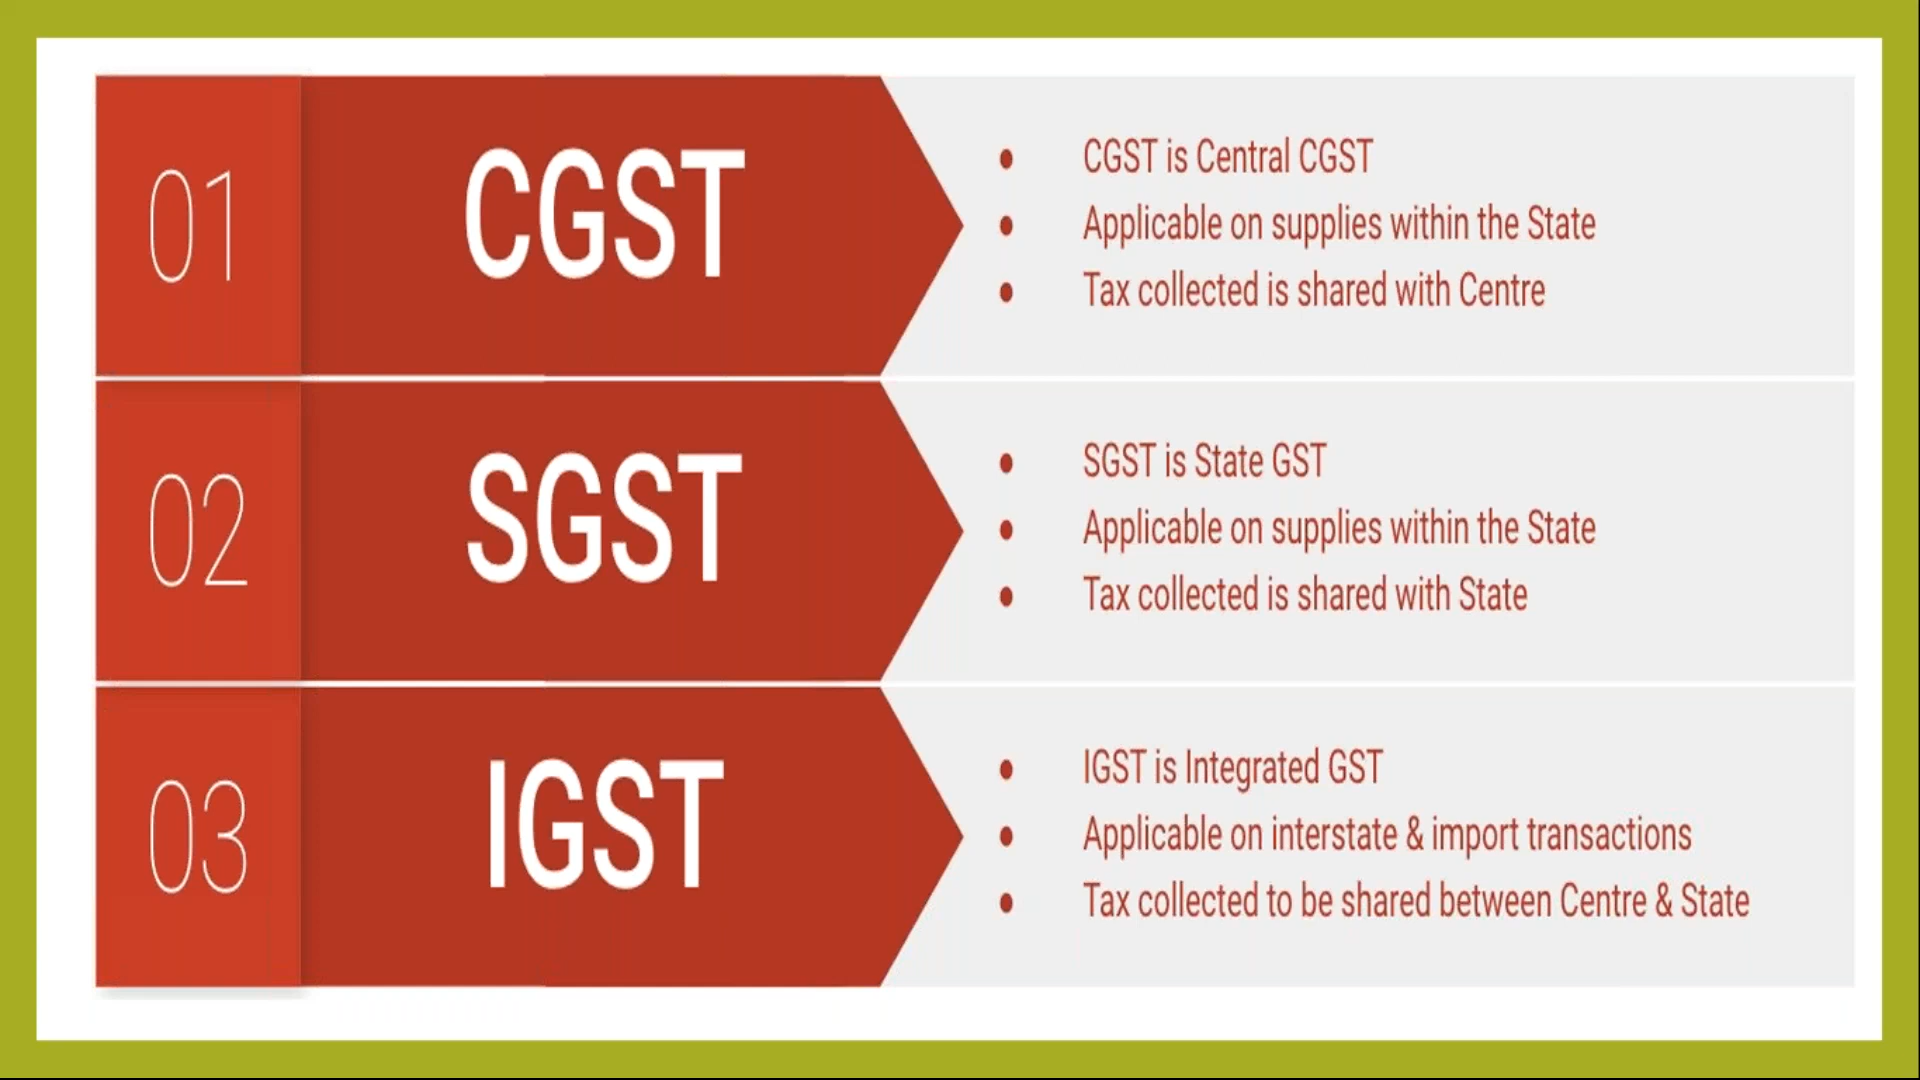 01
CGST
• CGST is Central CGST
• Applicable on supplies within the State
• Tax collected is shared with Centre
02
SGST
• SGST is State GST
• Applicable on supplies within the State
• Tax collected is shared with State
03
IGST
• IGST is Integrated GST
• Applicable on interstate & import transactions
• Tax collected to be shared between Centre & State